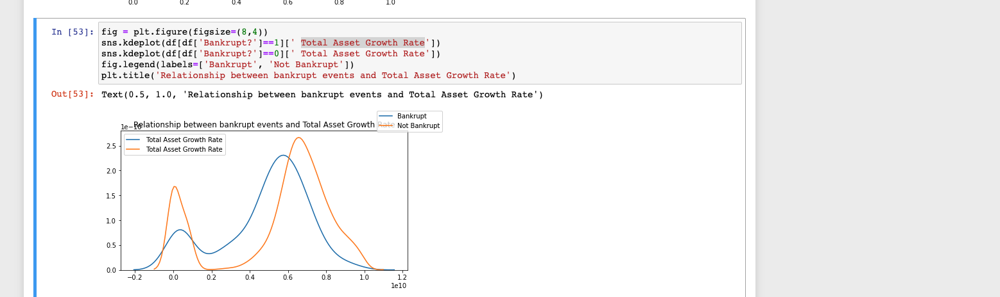 0.0 0.2 0.4 0.6 0.8 1.0
In [53]: fig = plt.figure(figsize=(8,4))
sns.kdeplot(df[df['Bankrupt?']==1][' Total Asset Growth Rate'])
sns.kdeplot(df[df['Bankrupt?']==0][' Total Asset Growth Rate'])
fig.legend(labels=['Bankrupt', 'Not Bankrupt'])
plt.title('Relationship between bankrupt events and Total Asset Growth Rate')
Out[53]: Text(0.5, 1.0, 'Relationship between bankrupt events and Total Asset Growth Rate')
Bankrupt
Not Bankrupt
Relationship between bankrupt events and Total Asset Growth Rate
1e−10
Total Asset Growth Rate
Total Asset Growth Rate
2.5
2.0
1.5
1.0
0.5
0.0
−0.2 0.0 0.2 0.4 0.6 0.8 1.0 1.2
1e10